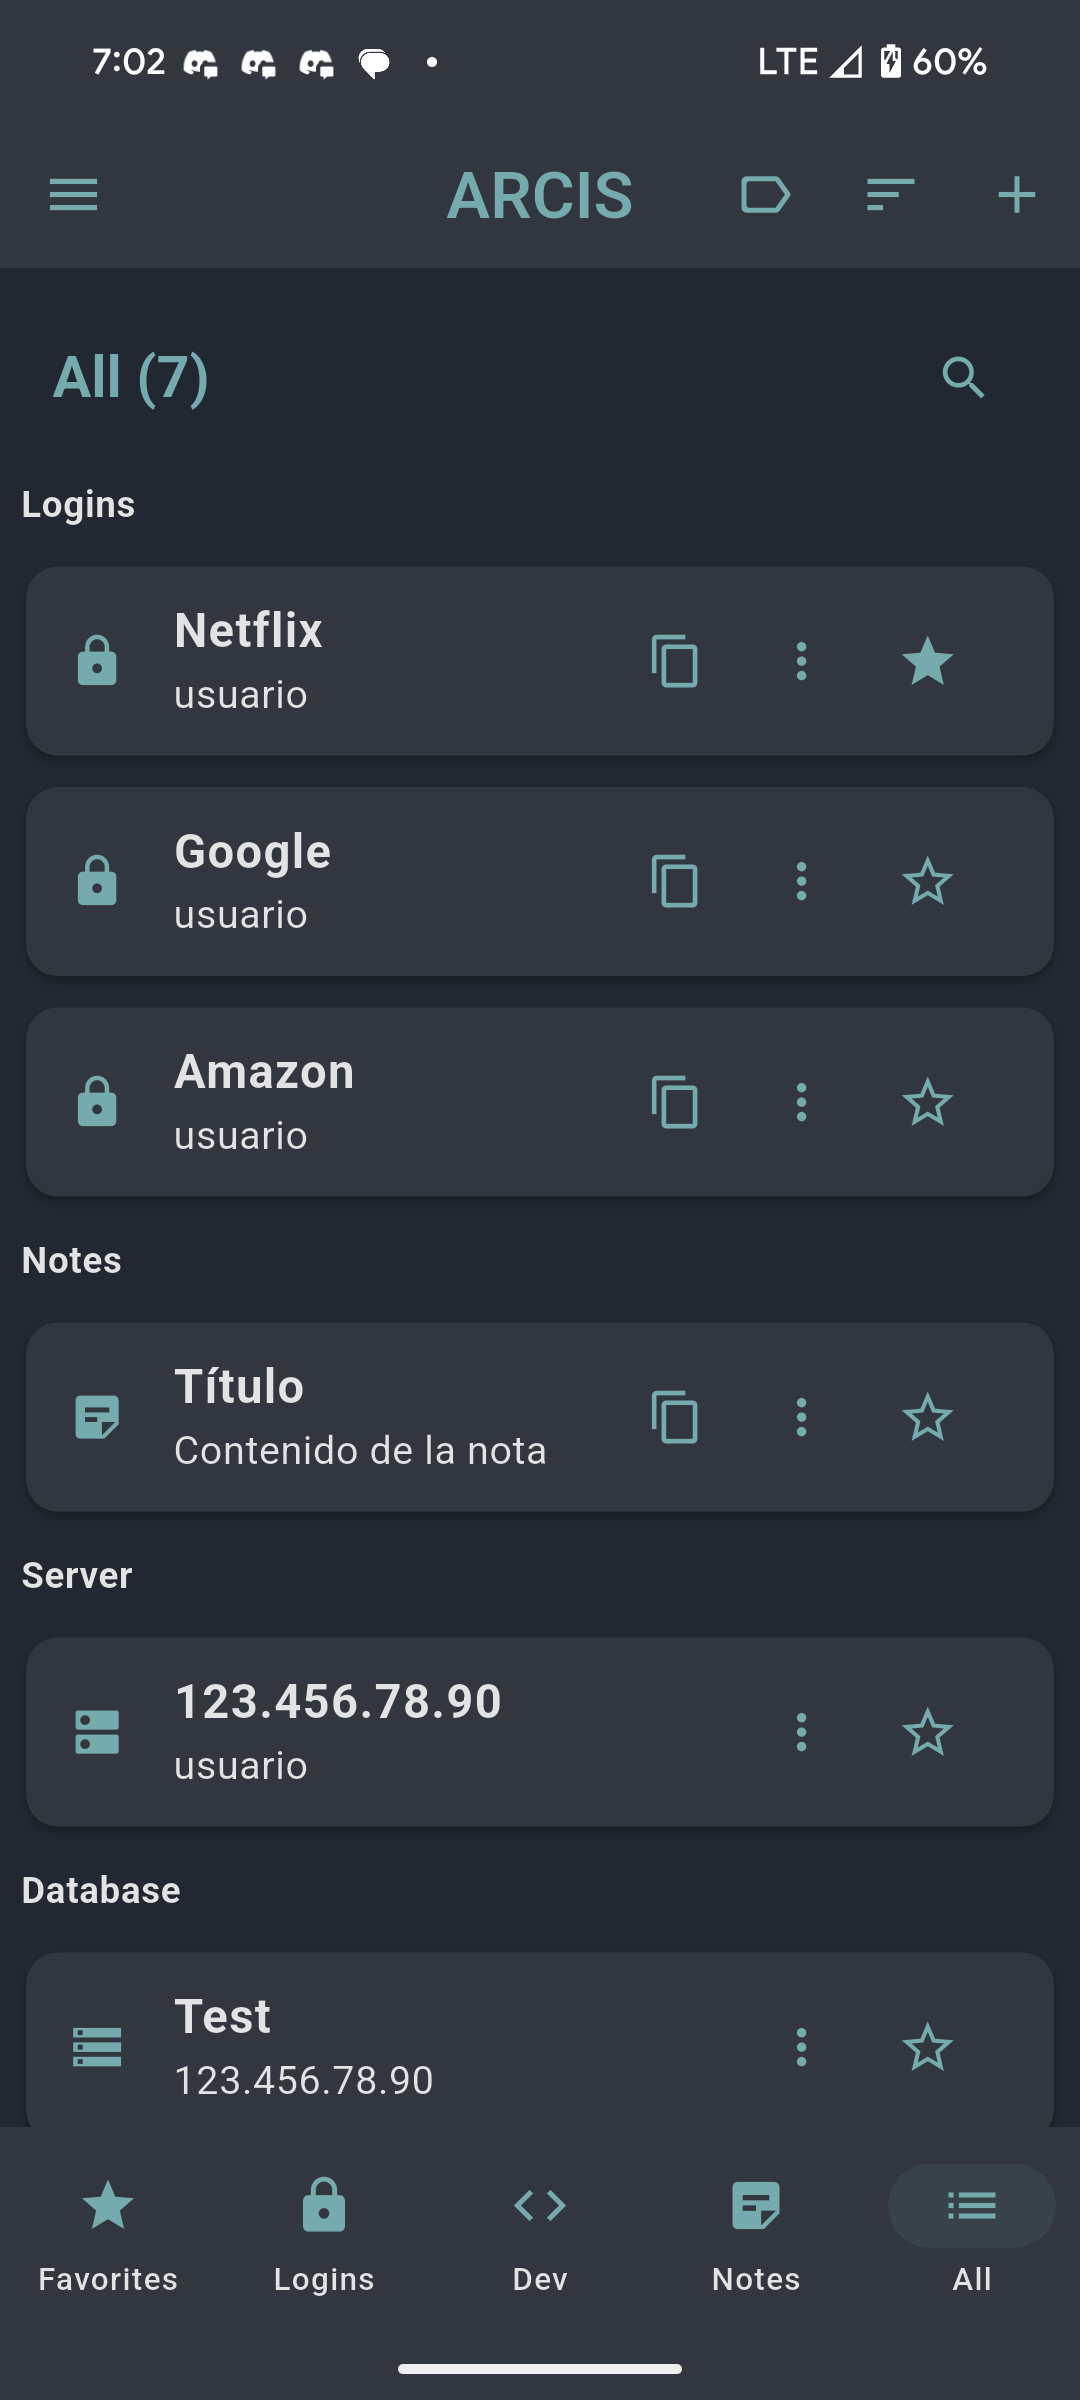 7:02 LTE 60%
ARCIS
All (7)
Logins
Netflix
usuario
Google
usuario
Amazon
usuario
Notes
Título
Contenido de la nota
Server
123.456.78.90
usuario
Database
Test
123.456.78.90
Favorites Logins Dev Notes All